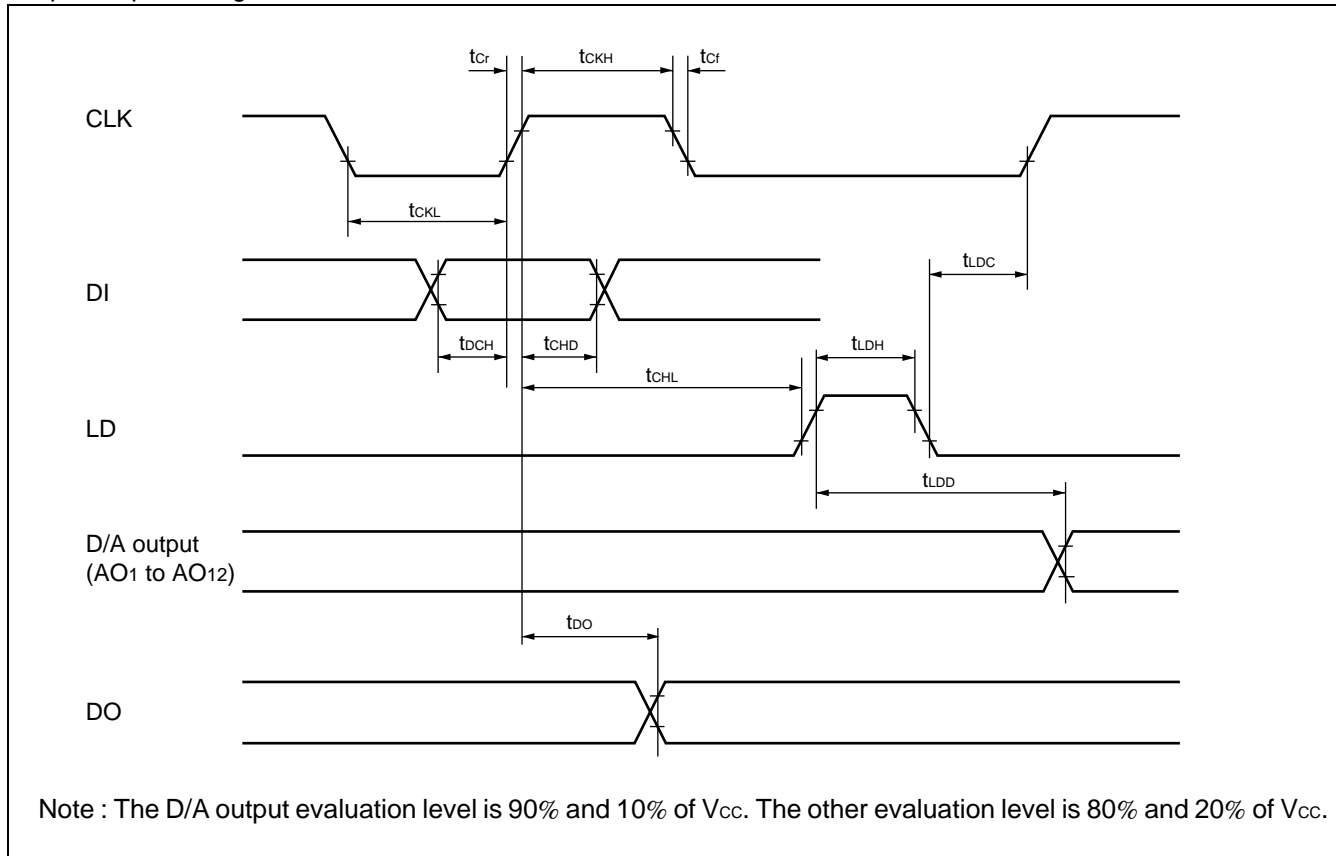 tCr
tCKH
tCf
CLK
tCKL
tLDC
DI
tDCH
tCHD
tLDH
tCHL
LD
tLDD
D/A output
(AO1 to AO12)
tDO
DO
Note : The D/A output evaluation level is 90% and 10% of VCC. The other evaluation level is 80% and 20% of VCC.